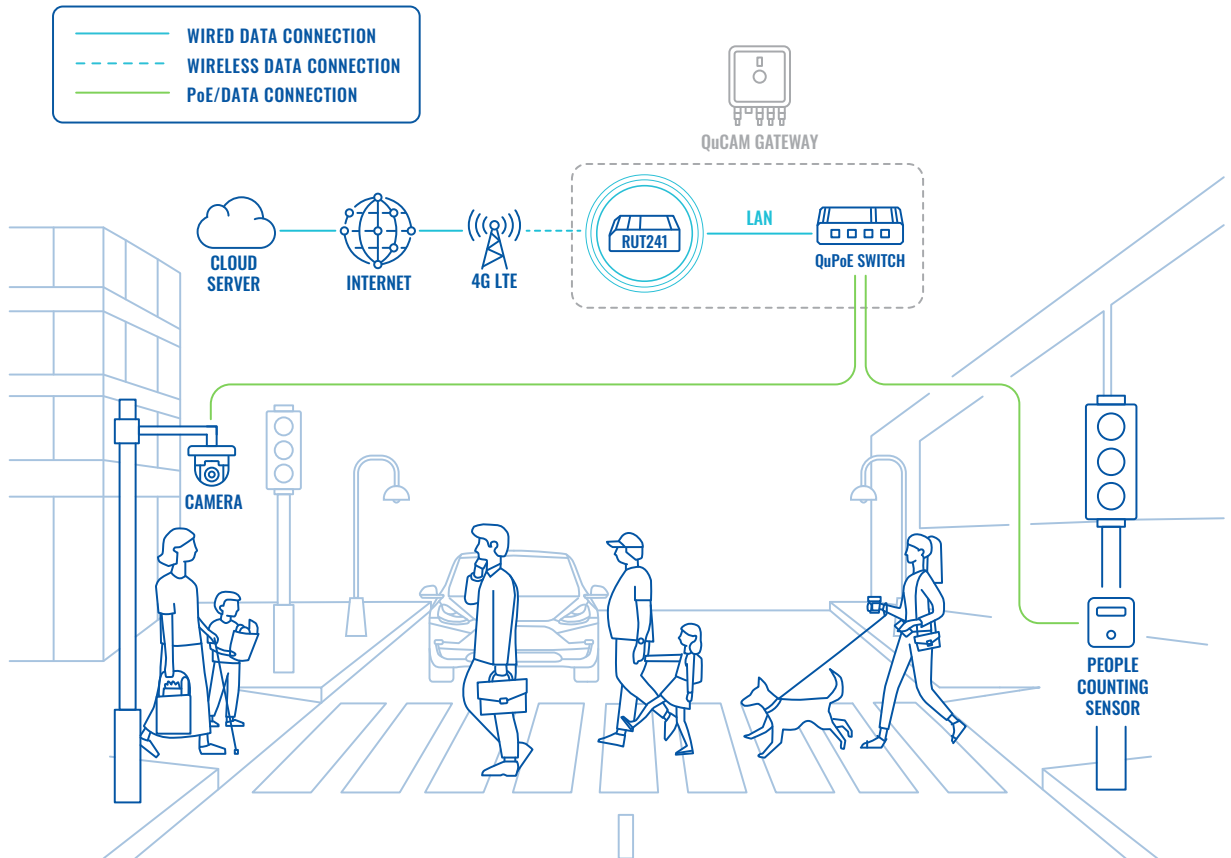 WIRED DATA CONNECTION
WIRELESS DATA CONNECTION
PoE/DATA CONNECTION
QuCAM GATEWAY
RUT241
LAN
QuPoE SWITCH
CLOUD
SERVER
INTERNET
4G LTE
CAMERA
PEOPLE
COUNTING
SENSOR